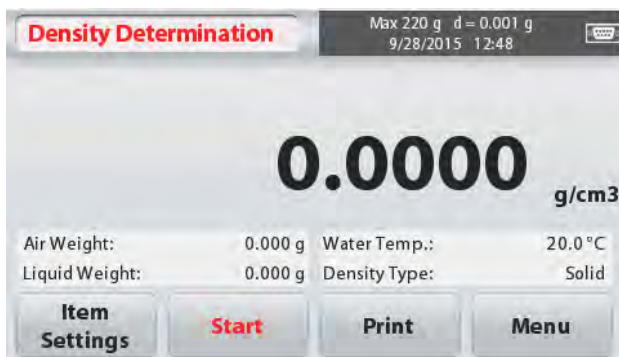 Density Determination
Max 220 g d = 0.001 g
9/28/2015 12:48
0.0000
g/cm3
Air Weight: 0.000 g Water Temp.: 20.0 °C
Liquid Weight: 0.000 g Density Type: Solid
Item
Settings
Start
Print
Menu